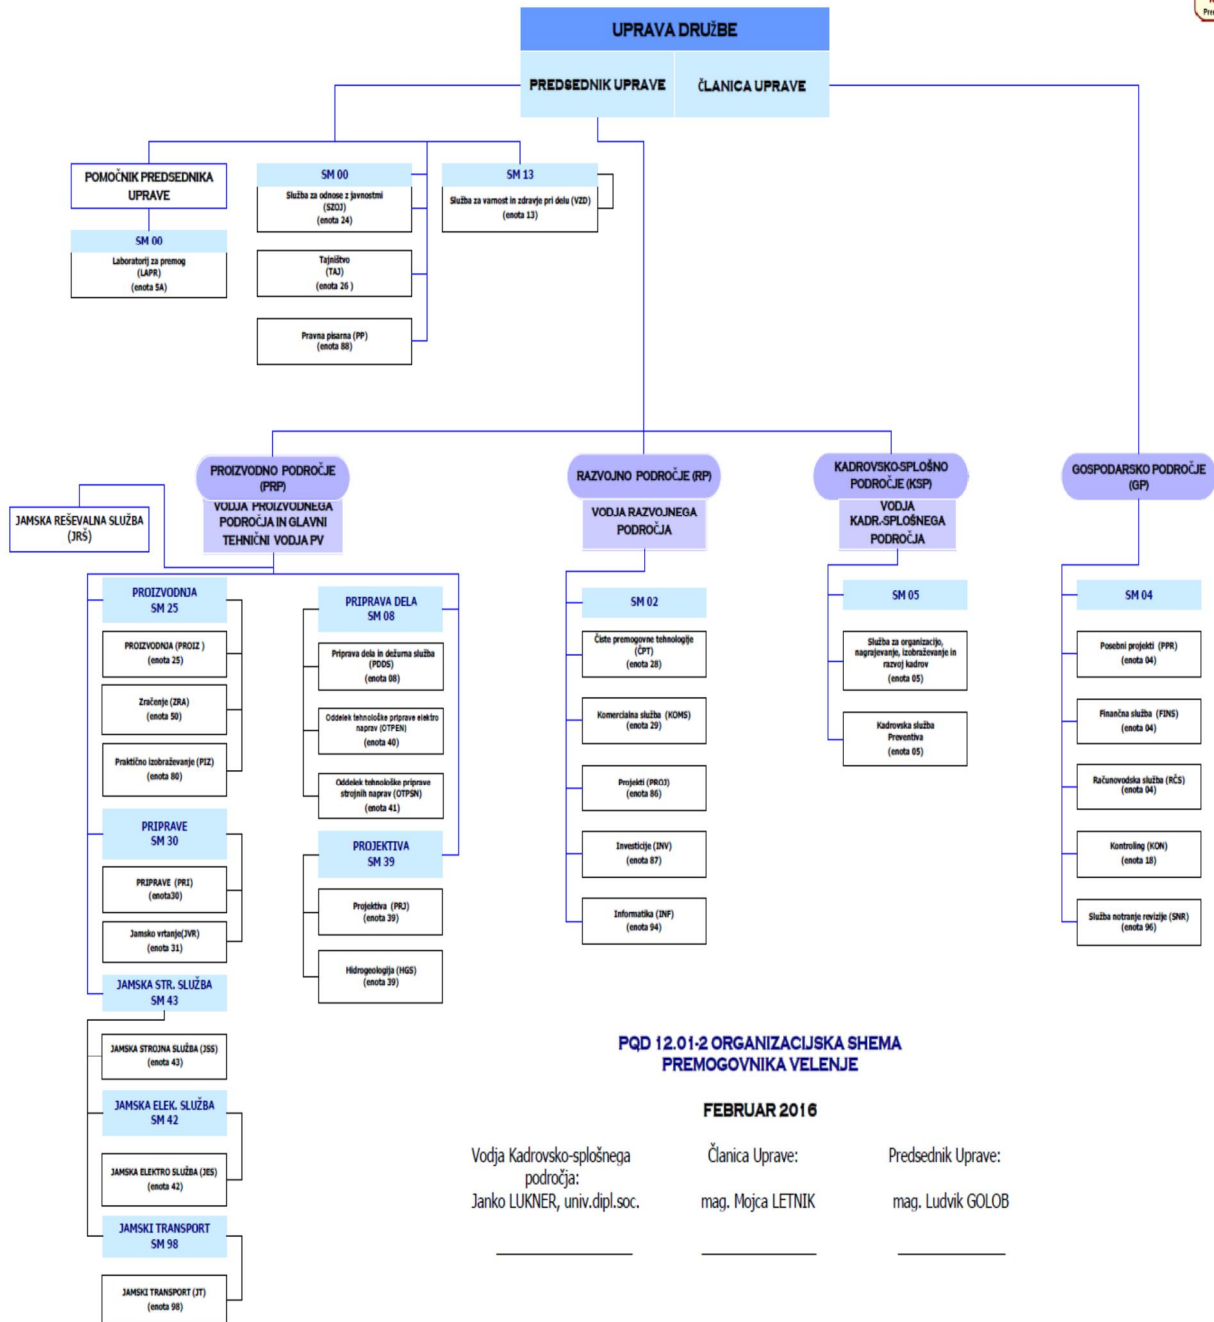 Prem
UPRAVA DRUŽBE
PREDSEDNIK UPRAVE
ČLANICA UPRAVE
POMOČNIK PREDSEDNIKA
UPRAVE
SM 00
Laboratorij za premog
(LAPR)
(enota 5A)
SM 00
Služba za odnose z javnostmi
(SZOJ)
(enota 24)
Tajništvo
(TAJ)
(enota 26 )
Pravna pisarna (PP)
(enota 88)
SM 13
Služba za varnost in zdravje pri delu (VZD)
(enota 13)
PROIZVODNO PODROČJE
(PRP)
VODJA PROIZVODNEGA
PODROČJA IN GLAVNI
TEHNIČNI VODJA PV
JAMSKA REŠEVALNA SLUŽBA
(JRŠ)
PROIZVODNJA
SM 25
PROIZVODNJA (PROIZ )
(enota 25)
Zračenje (ZRA)
(enota 50)
Praktično izobraževanje (PIZ)
(enota 80)
PRIPRAVE
SM 30
PRIPRAVE (PRI)
(enota30)
Jamsko vrtanje(JVR)
(enota 31)
JAMSKA STR. SLUŽBA
SM 43
JAMSKA STROJNA SLUŽBA (JSS)
(enota 43)
JAMSKA ELEK. SLUŽBA
SM 42
JAMSKA ELEKTRO SLUŽBA (JES)
(enota 42)
JAMSKI TRANSPORT
SM 98
JAMSKI TRANSPORT (JT)
(enota 98)
PRIPRAVA DELA
SM 08
Priprava dela in dežurna služba
(PDDS)
(enota 08)
Oddelek tehnološke priprave elektro
naprav (OTPEN)
(enota 40)
Oddelek tehnološke priprave
strojnih naprav (OTPSN)
(enota 41)
PROJEKTIVA
SM 39
Projektiva (PRJ)
(enota 39)
Hidrogeologija (HGS)
(enota 39)
RAZVOJNO PODROČJE (RP)
VODJA RAZVOJNEGA
PODROČJA
SM 02
Čiste premogovne tehnologije
(ČPT)
(enota 28)
Komercialna služba (KOMS)
(enota 29)
Projekti (PROJ)
(enota 86)
Investicije (INV)
(enota 87)
Informatika (INF)
(enota 94)
KADROVSKO-SPLOŠNO
PODROČJE (KSP)
VODJA
KADR.-SPLOŠNEGA
PODROČJA
SM 05
Služba za organizacijo,
nagrajevanje, izobraževanje in
razvoj kadrov
(enota 05)
Kadrovska služba
Preventiva
(enota 05)
GOSPODARSKO PODROČJE
(GP)
SM 04
Posebni projekti (PPR)
(enota 04)
Finančna služba (FINS)
(enota 04)
Računovodska služba (RČS)
(enota 04)
Kontroling (KON)
(enota 18)
Služba notranje revizije (SNR)
(enota 96)
PQD 12.01-2 ORGANIZACIJSKA SHEMA
PREMOGOVNIKA VELENJE
FEBRUAR 2016
Vodja Kadrovsko-splošnega
področja:
Janko LUKNER, univ.dipl.soc.
Članica Uprave:
mag. Mojca LETNIK
Predsednik Uprave:
mag. Ludvik GOLOB